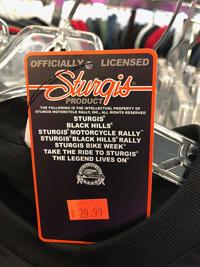 OFFICIALLY LICENSED
Sturgis
PRODUCT
THE FOLLOWING IS THE INTELLECTUAL PROPERTY OF
STURGIS MOTORCYCLE RALLY, INC., ALL RIGHTS RESERVED
STURGIS®
BLACK HILLS®
STURGIS® MOTORCYCLE RALLY™
STURGIS® BLACK HILLS® RALLY
STURGIS BIKE WEEK®
TAKE THE RIDE TO STURGIS®
THE LEGEND LIVES ON®
$ 29.99